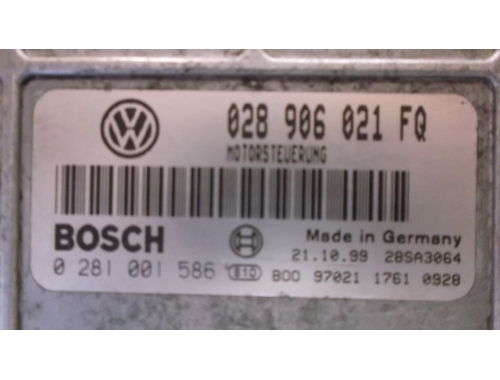 028 906 021 FQ
MOTORSTEUERUNG
BOSCH
Made in Germany
21.10.99 28SA3064
0 281 001 586 B00 97021 1761 0928